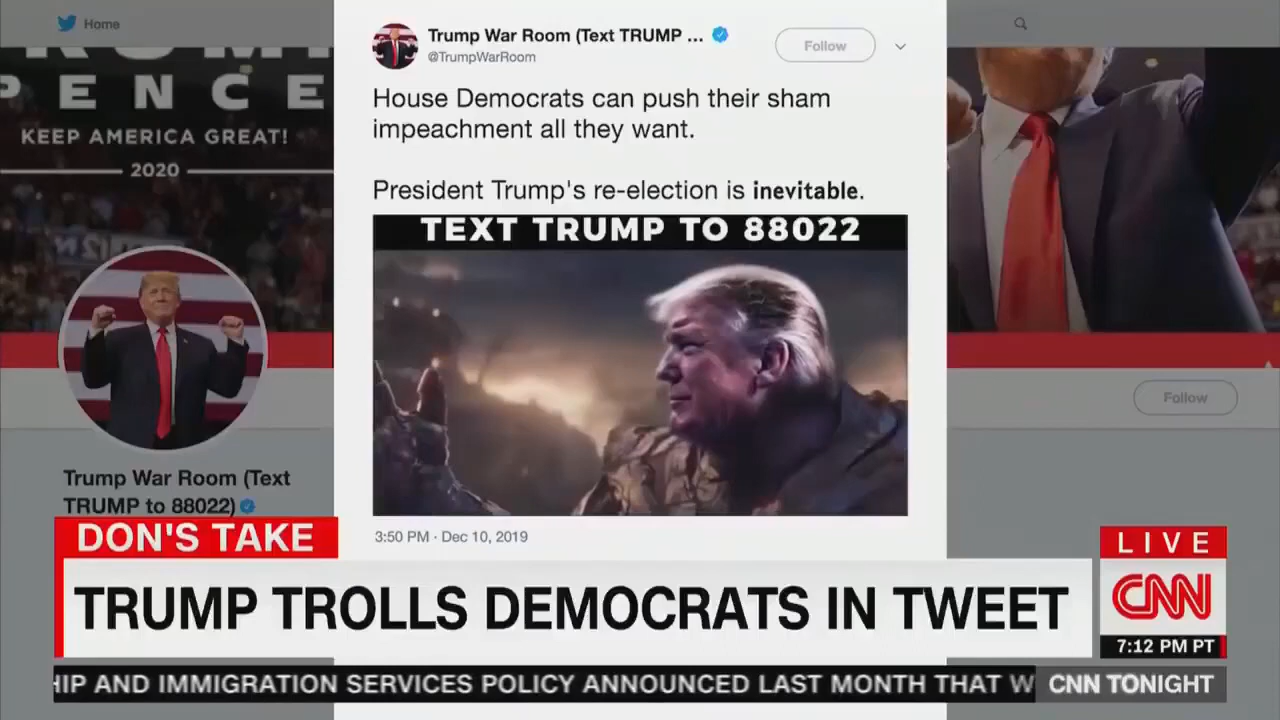 Home
TRUMP
PENCE
KEEP AMERICA GREAT!
2020
Trump War Room (Text
TRUMP to 88022)
Trump War Room (Text TRUMP ...
@TrumpWarRoom
Follow
House Democrats can push their sham
impeachment all they want.
President Trump's re-election is inevitable.
TEXT TRUMP TO 88022
3:50 PM · Dec 10, 2019
Follow
DON'S TAKE
TRUMP TROLLS DEMOCRATS IN TWEET
LIVE
CNN
7:12 PM PT
HIP AND IMMIGRATION SERVICES POLICY ANNOUNCED LAST MONTH THAT W
CNN TONIGHT